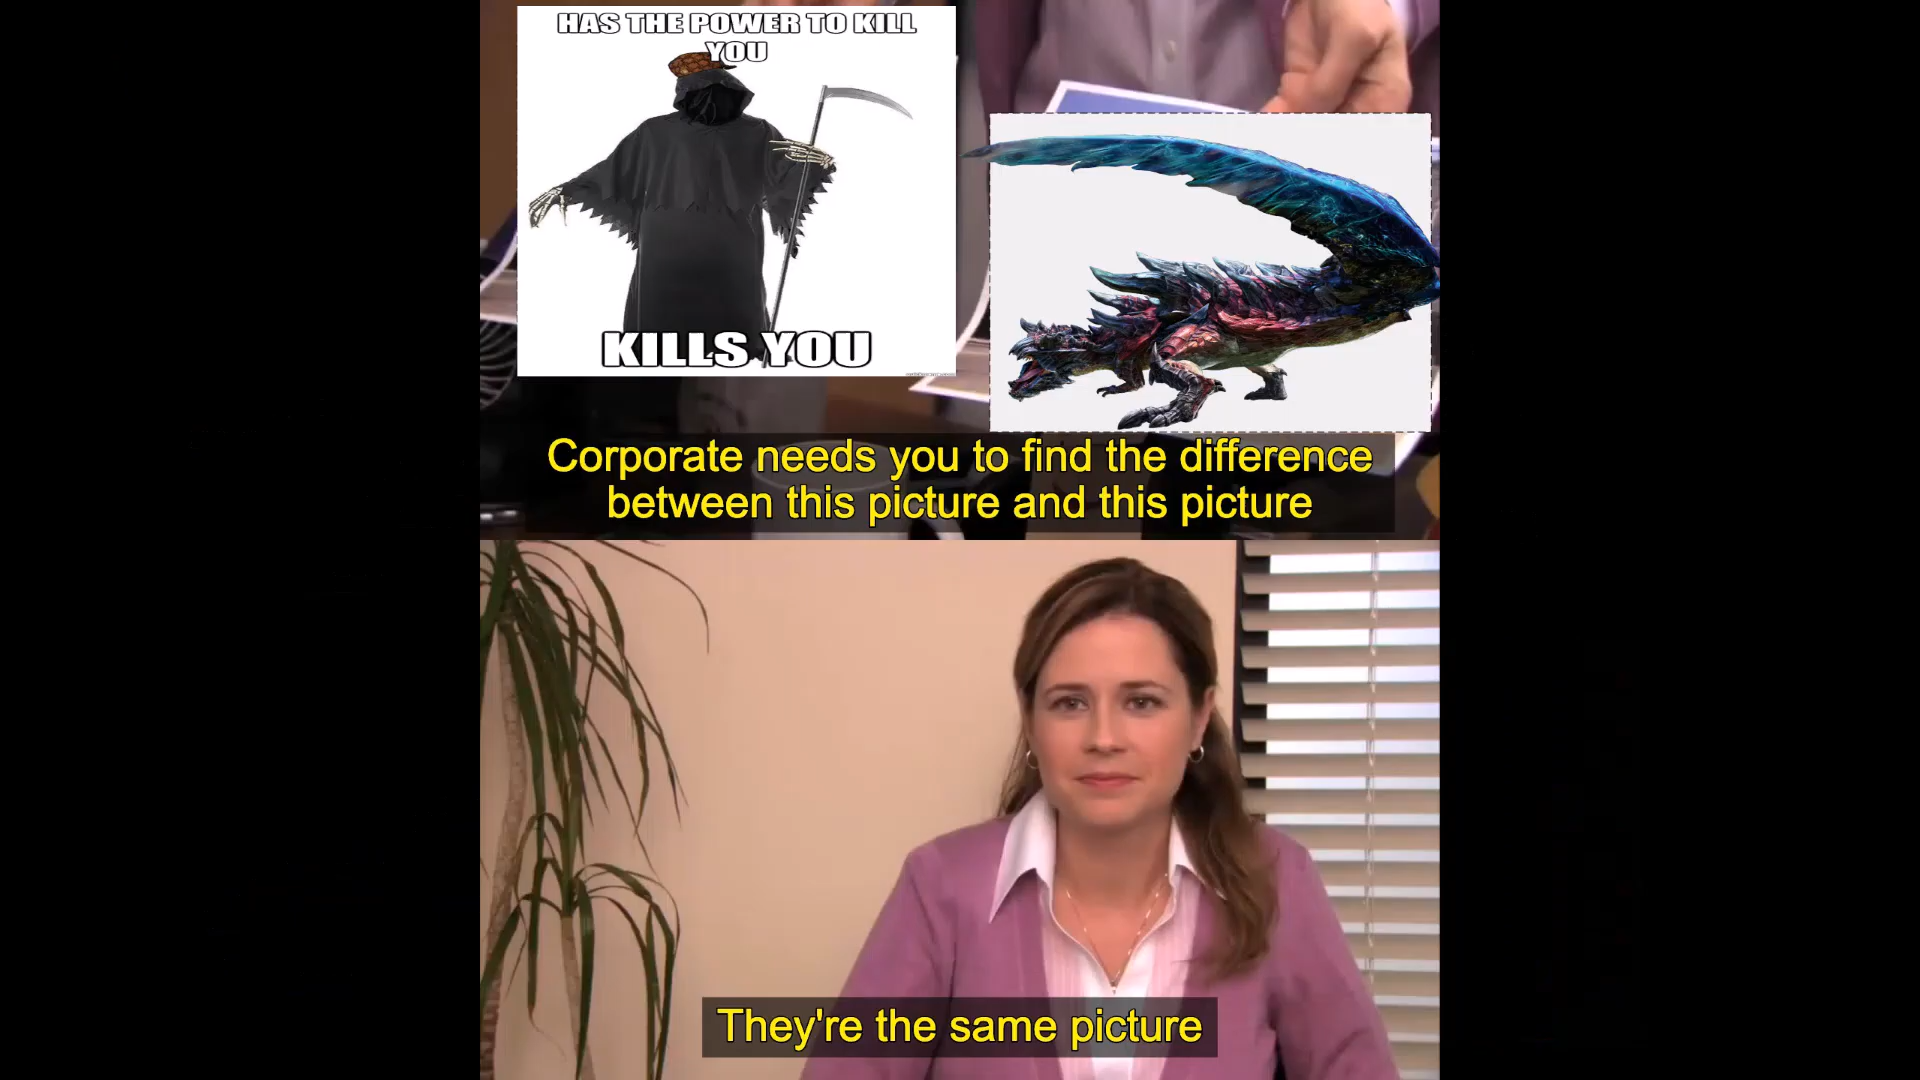 HAS THE POWER TO KILL
YOU
KILLS YOU
Corporate needs you to find the difference
between this picture and this picture
They're the same picture